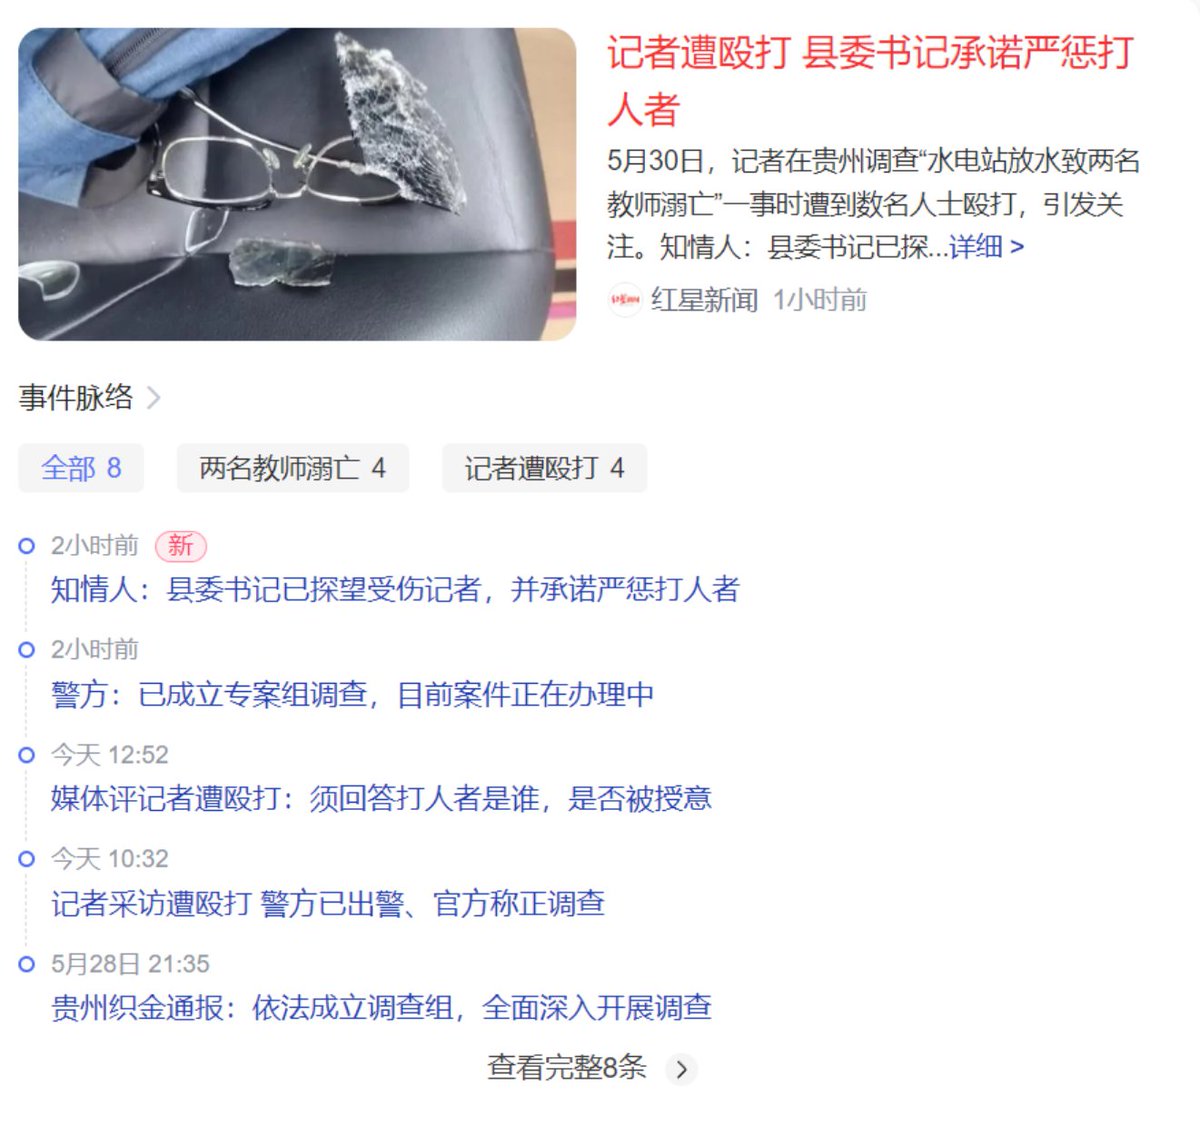 记者遭殴打 县委书记承诺严惩打
人者
5月30日，记者在贵州调查“水电站放水致两名
教师溺亡”一事时遭到数名人士殴打，引发关
注。知情人：县委书记已探...详细 >
红星新闻 1小时前
事件脉络 >
全部 8 两名教师溺亡 4 记者遭殴打 4
2小时前 新
知情人：县委书记已探望受伤记者，并承诺严惩打人者
2小时前
警方：已成立专案组调查，目前案件正在办理中
今天 12:52
媒体评记者遭殴打：须回答打人者是谁，是否被授意
今天 10:32
记者采访遭殴打 警方已出警、官方称正调查
5月28日 21:35
贵州织金通报：依法成立调查组，全面深入开展调查
查看完整8条 >